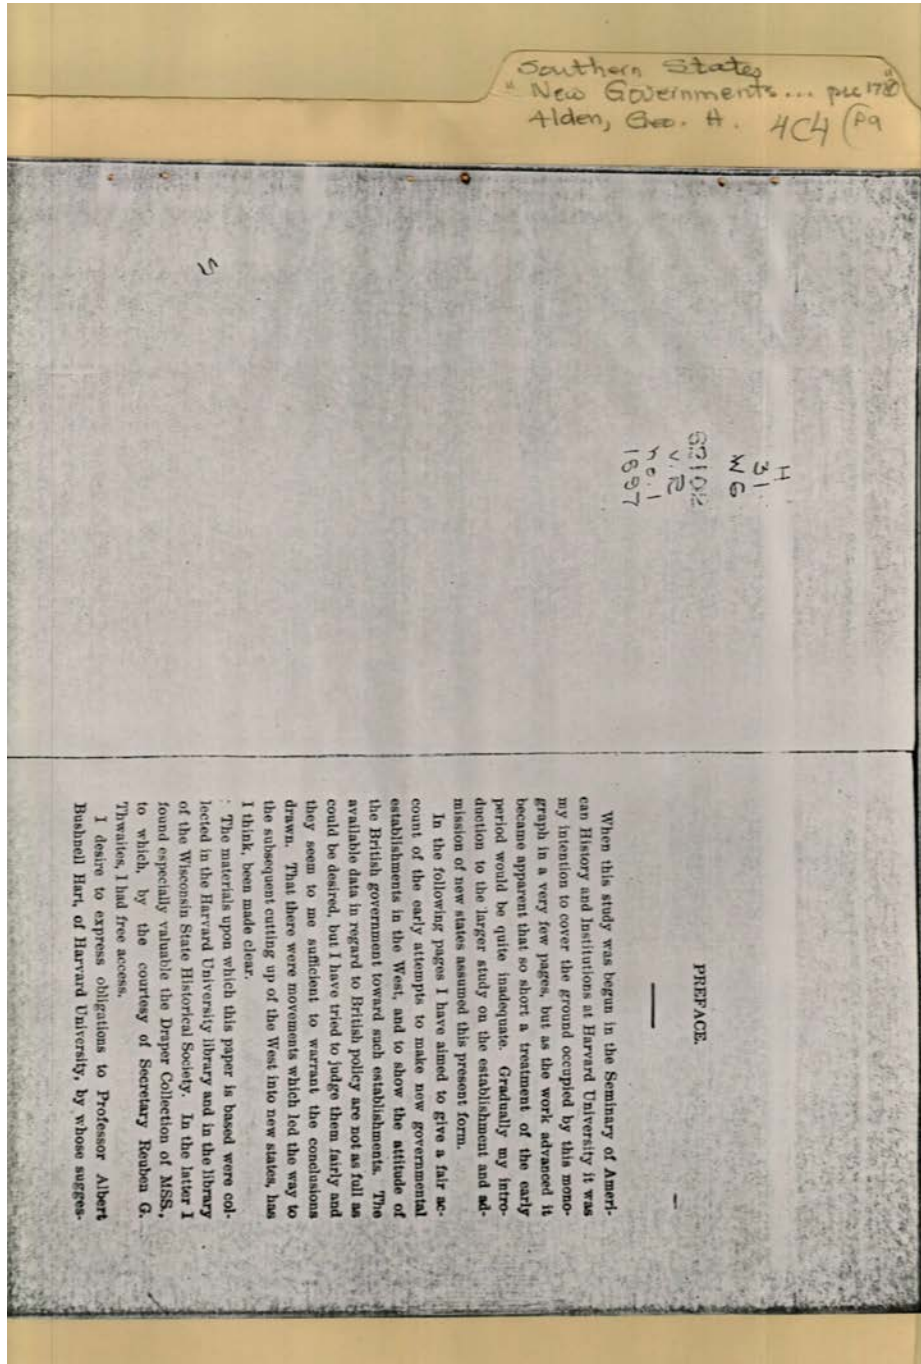 Southern States
"New Governments... pre 1780"
Alden, Geo. H. 4C4 (Pa
S
H
31
W6
v.2
no.1
1897
PREFACE.
When this study was begun in the Seminary of Ameri-
can History and Institutions at Harvard University it was
my intention to cover the ground occupied by this mono-
graph in a very few pages, but as the work advanced it
became apparent that so short a treatment of the early
period would be quite inadequate. Gradually my intro-
duction to the larger study on the establishment and ad-
mission of new states assumed this present form.
In the following pages I have aimed to give a fair ac-
count of the early attempts to make new governmental
establishments in the West, and to show the attitude of
the British government toward such establishments. The
available data in regard to British policy are not as full as
could be desired, but I have tried to judge them fairly and
they seem to me sufficient to warrant the conclusions
drawn. That there were movements which led the way to
the subsequent cutting up of the West into new states, has
I think, been made clear.
The materials upon which this paper is based were col-
lected in the Harvard University library and in the library
of the Wisconsin State Historical Society. In the latter I
found especially valuable the Draper Collection of MSS.,
to which, by the courtesy of Secretary Reuben G.
Thwaites, I had free access.
I desire to express obligations to Professor Albert
Bushnell Hart, of Harvard University, by whose sugges-